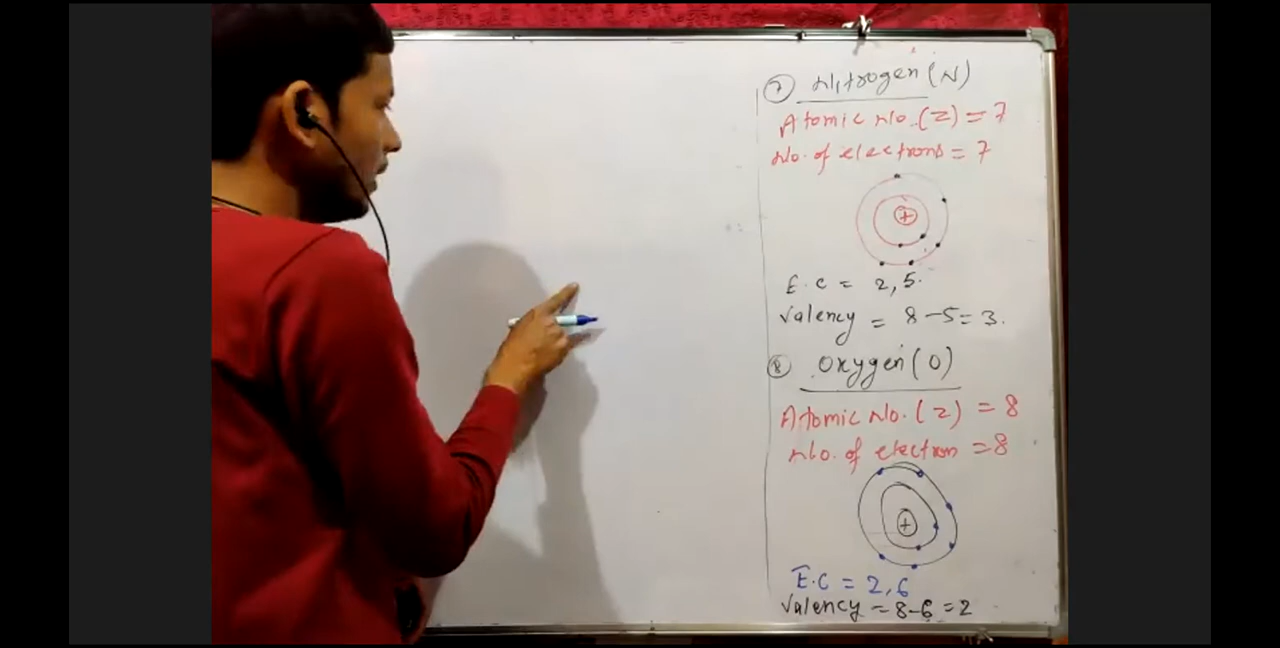 ⑦ Nitrogen (N)
Atomic No. (Z) = 7
No. of electrons = 7
+
E.C = 2, 5.
Valency = 8-5=3.
⑧ Oxygen (O)
Atomic No. (Z) = 8
No. of electron = 8
+
E.C = 2, 6
Valency = 8-6=2